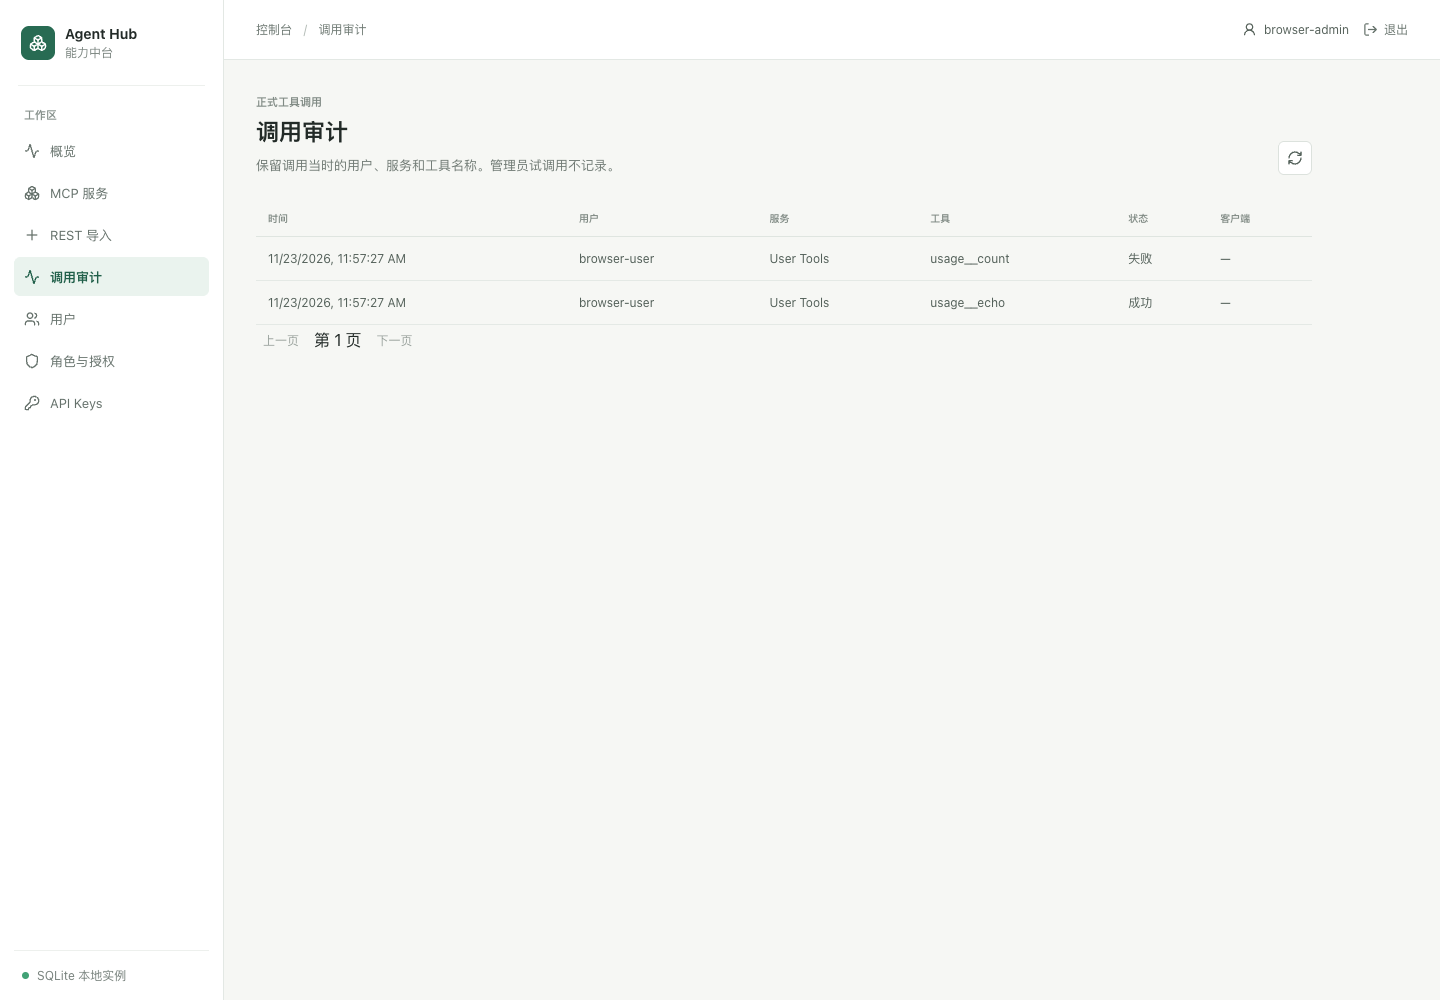 Agent Hub
能力中台
工作区
概览
MCP 服务
REST 导入
调用审计
用户
角色与授权
API Keys
SQLite 本地实例
控制台 / 调用审计
browser-admin 退出
正式工具调用
调用审计
保留调用当时的用户、服务和工具名称。管理员试调用不记录。
时间 用户 服务 工具 状态 客户端
11/23/2026, 11:57:27 AM browser-user User Tools usage__count 失败 —
11/23/2026, 11:57:27 AM browser-user User Tools usage__echo 成功 —
上一页 第 1 页 下一页